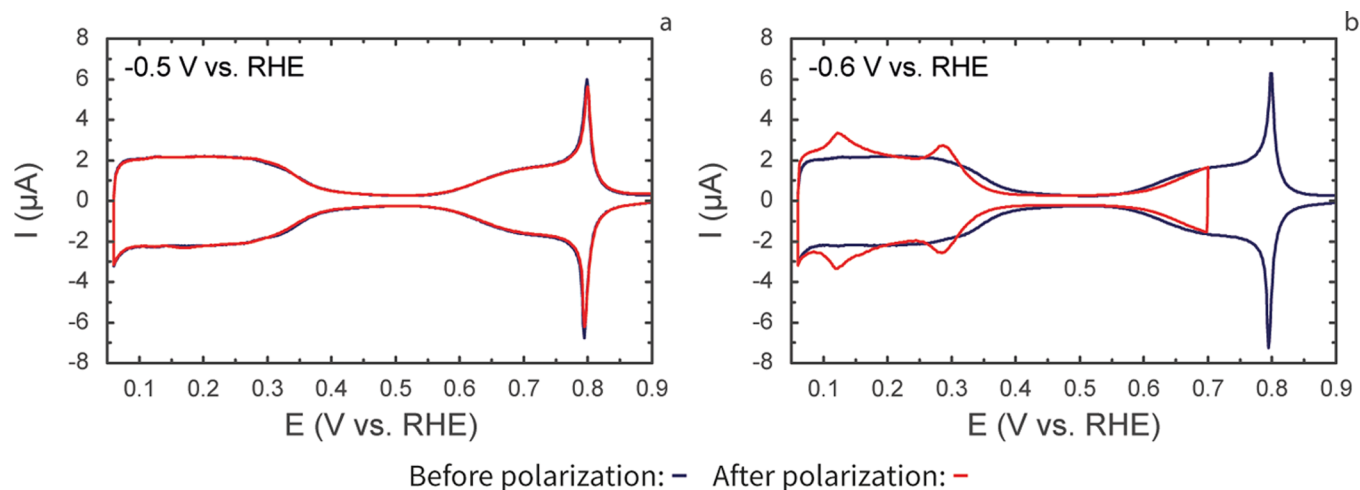 a
-0.5 V vs. RHE
8
6
4
2
0
-2
-4
-6
-8
I (µA)
0.1 0.2 0.3 0.4 0.5 0.6 0.7 0.8 0.9
E (V vs. RHE)
b
-0.6 V vs. RHE
8
6
4
2
0
-2
-4
-6
-8
I (µA)
0.1 0.2 0.3 0.4 0.5 0.6 0.7 0.8 0.9
E (V vs. RHE)
Before polarization: After polarization: